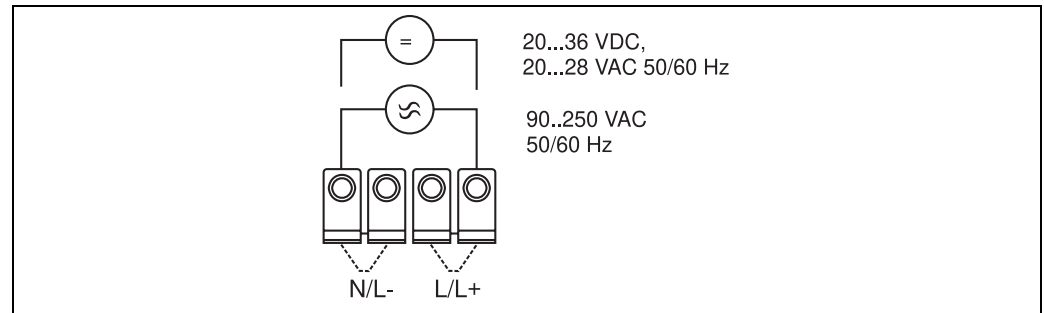 =
20...36 VDC,
20...28 VAC 50/60 Hz
90..250 VAC
50/60 Hz
N/L- L/L+